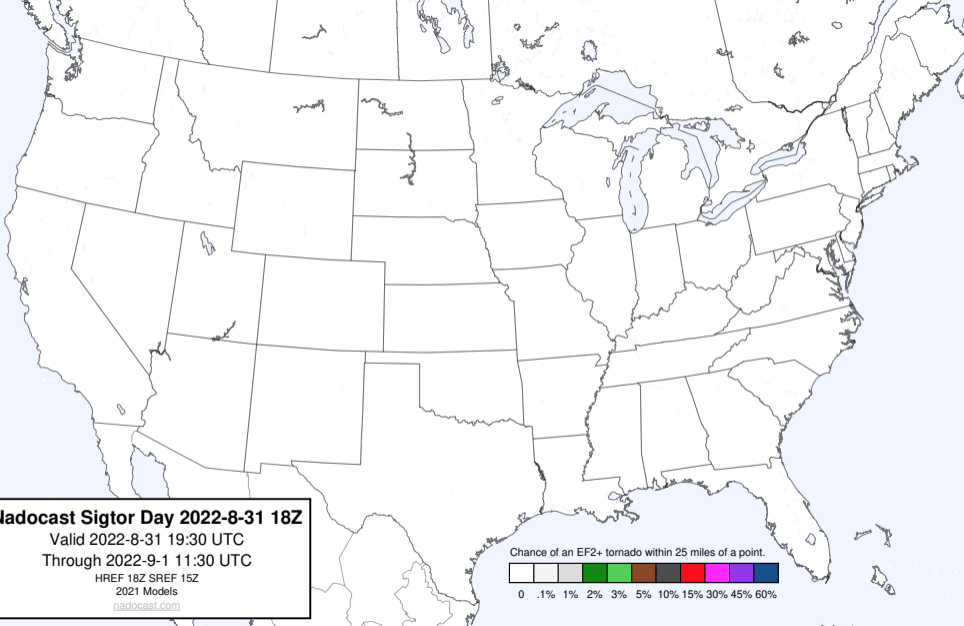 Nadocast Sigtor Day 2022-8-31 18Z
Valid 2022-8-31 19:30 UTC
Through 2022-9-1 11:30 UTC
HREF 18Z SREF 15Z
2021 Models
nadocast.com
Chance of an EF2+ tornado within 25 miles of a point.
0 .1% 1% 2% 3% 5% 10% 15% 30% 45% 60%